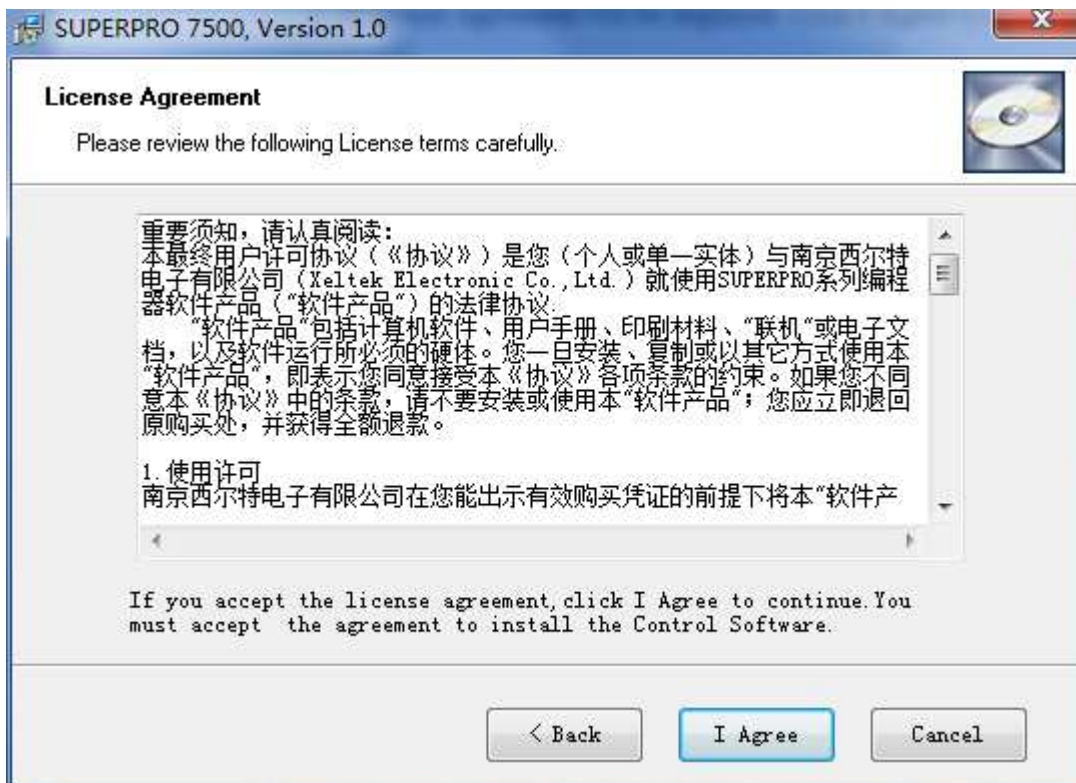 SUPERPRO 7500, Version 1.0
License Agreement
Please review the following License terms carefully.
重要须知，请认真阅读：
本最终用户许可协议（《协议》）是您（个人或单一实体）与南京西尔特
电子有限公司（Xeltek Electronic Co.,Ltd.）就使用SUPERPRO系列编程
器软件产品（“软件产品”）的法律协议.
“软件产品”包括计算机软件、用户手册、印刷材料、“联机”或电子文
档，以及软件运行所必须的硬体。您一旦安装、复制或以其它方式使用本
“软件产品”，即表示您同意接受本《协议》各项条款的约束。如果您不同
意本《协议》中的条款，请不要安装或使用本“软件产品”；您应立即退回
原购买处，并获得全额退款。
1. 使用许可
南京西尔特电子有限公司在您能出示有效购买凭证的前提下将本“软件产
If you accept the license agreement,click I Agree to continue.You
must accept the agreement to install the Control Software.
< Back
I Agree
Cancel